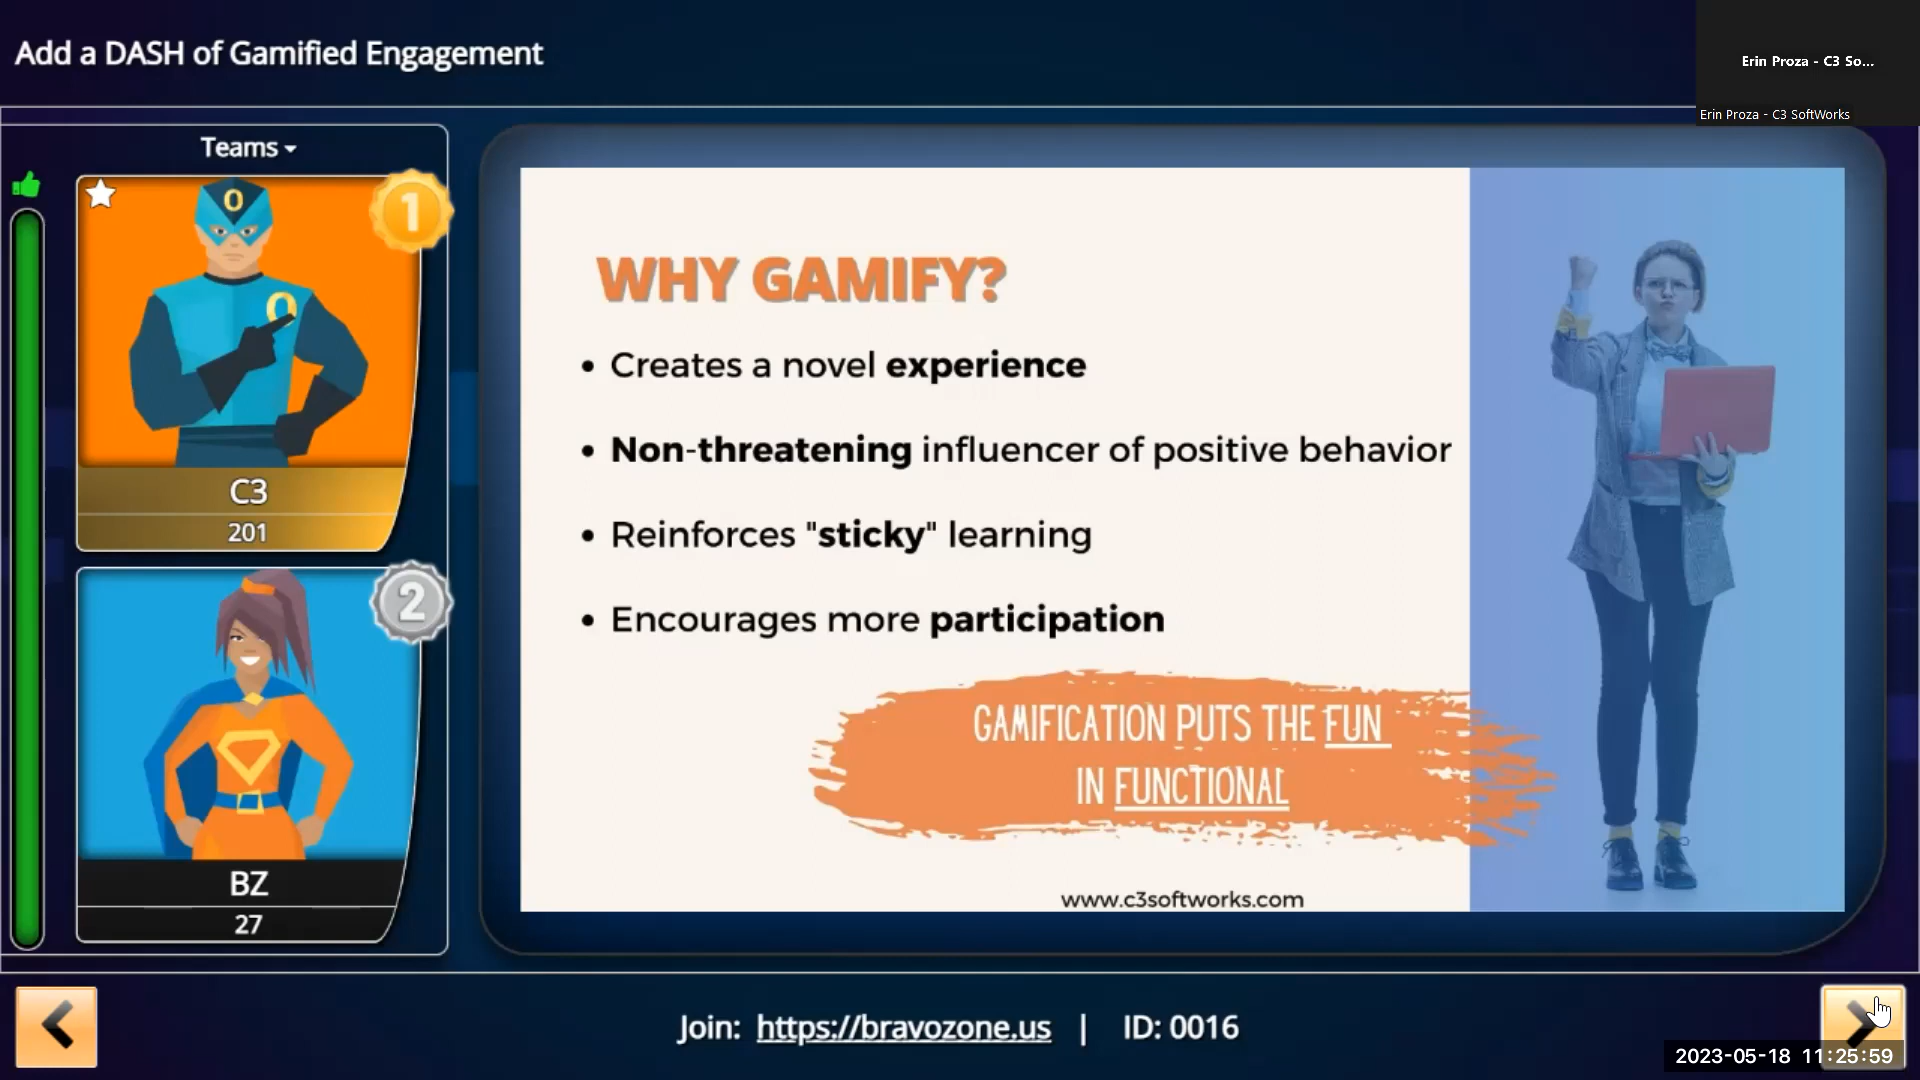 Add a DASH of Gamified Engagement
Erin Proza - C3 So...
Erin Proza - C3 SoftWorks
Teams
O
O
1
C3
201
2
BZ
27
WHY GAMIFY?
• Creates a novel experience
• Non-threatening influencer of positive behavior
• Reinforces "sticky" learning
• Encourages more participation
GAMIFICATION PUTS THE FUN
IN FUNCTIONAL
www.c3softworks.com
Join: https://bravozone.us | ID: 0016
2023-05-18 11:25:59